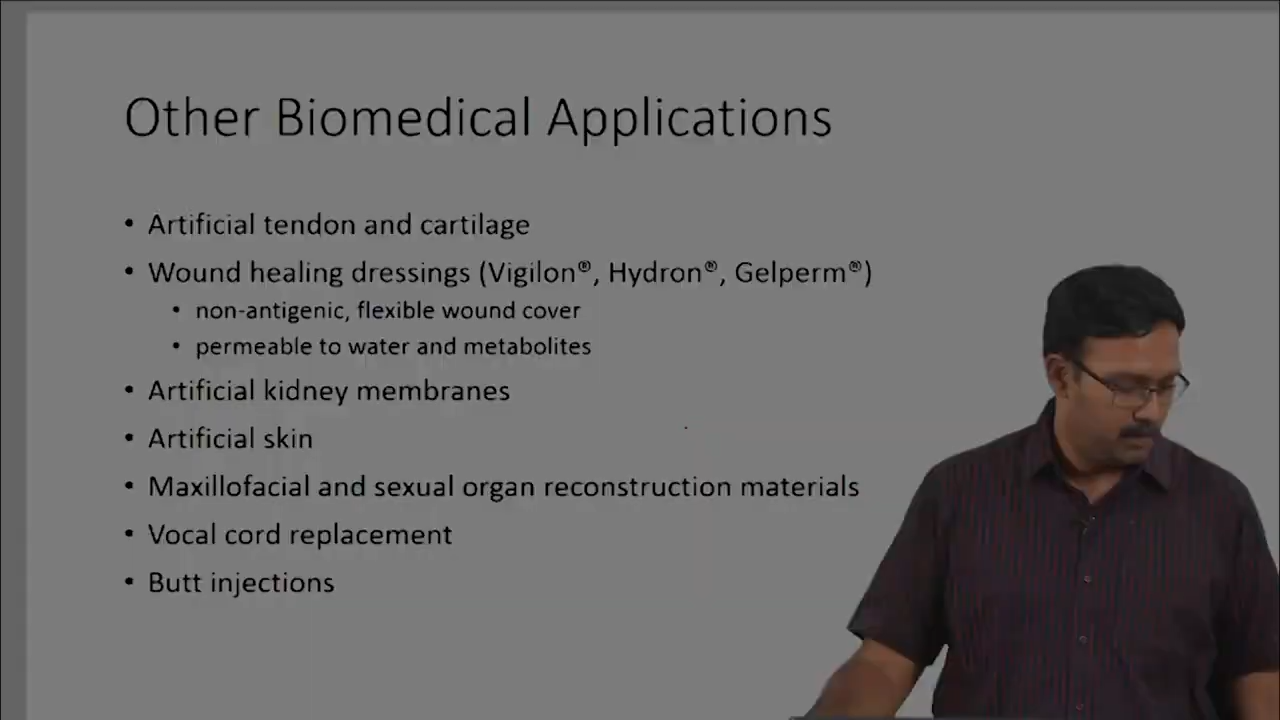 Other Biomedical Applications
• Artificial tendon and cartilage
• Wound healing dressings (Vigilon®, Hydron®, Gelperm®)
• non-antigenic, flexible wound cover
• permeable to water and metabolites
• Artificial kidney membranes
• Artificial skin
• Maxillofacial and sexual organ reconstruction materials
• Vocal cord replacement
• Butt injections